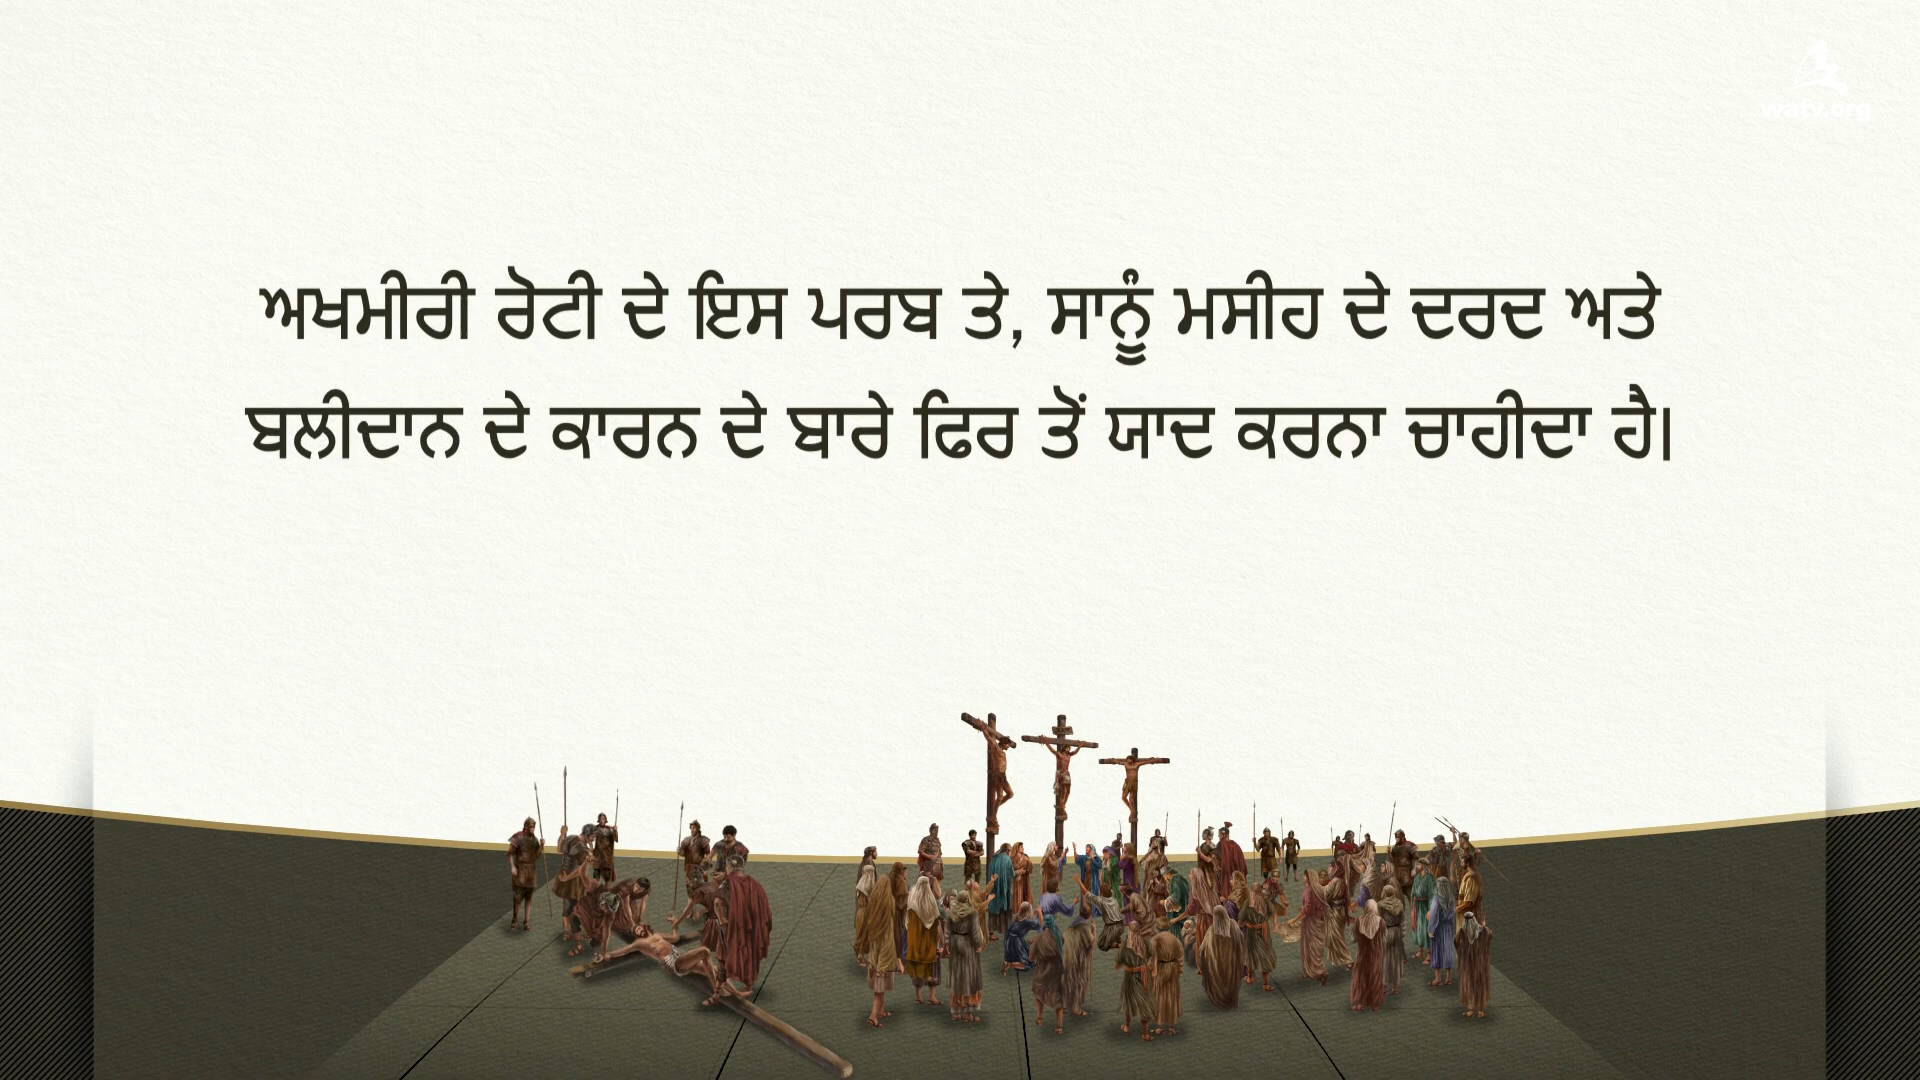 watv.org
ਅਖਮੀਰੀ ਰੋਟੀ ਦੇ ਇਸ ਪਰਬ ਤੇ, ਸਾਨੂੰ ਮਸੀਹ ਦੇ ਦਰਦ ਅਤੇ
ਬਲੀਦਾਨ ਦੇ ਕਾਰਨ ਦੇ ਬਾਰੇ ਫਿਰ ਤੋਂ ਯਾਦ ਕਰਨਾ ਚਾਹੀਦਾ ਹੈ।